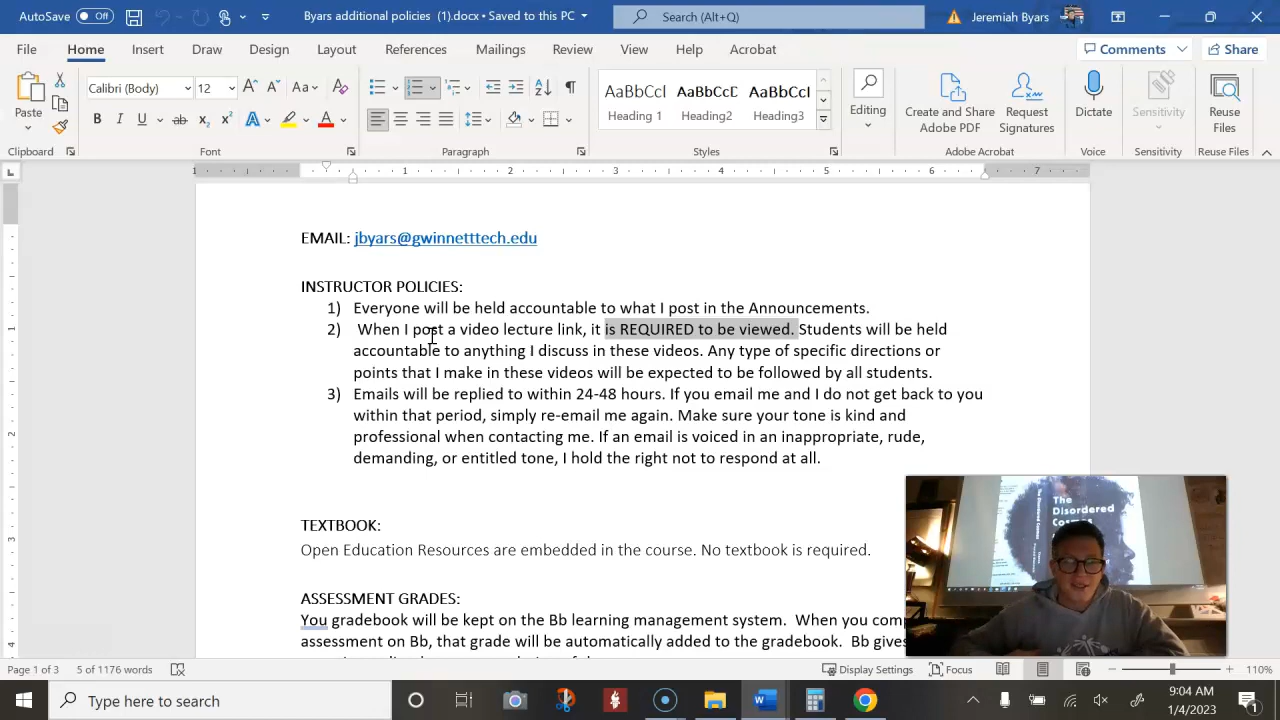 AutoSave Off Byars additional policies (1).docx • Saved to this PC Search (Alt+Q) Jeremiah Byars
File Home Insert Draw Design Layout References Mailings Review View Help Acrobat Comments Share
Paste Calibri (Body) 12 AaBbCcI AaBbCcD AaBbCcI Editing Create and Share Request Dictate Sensitivity Reuse
Heading 1 Heading2 Heading3 Adobe PDF Signatures Files
Clipboard Font Paragraph Styles Adobe Acrobat Voice Sensitivity Reuse Files
1 1 2 3 4 5 6 7
EMAIL: jbyars@gwinnetttech.edu
INSTRUCTOR POLICIES:
1) Everyone will be held accountable to what I post in the Announcements.
2) When I post a video lecture link, it is REQUIRED to be viewed. Students will be held
accountable to anything I discuss in these videos. Any type of specific directions or
points that I make in these videos will be expected to be followed by all students.
3) Emails will be replied to within 24-48 hours. If you email me and I do not get back to you
within that period, simply re-email me again. Make sure your tone is kind and
professional when contacting me. If an email is voiced in an inappropriate, rude,
demanding, or entitled tone, I hold the right not to respond at all.
The
Disordered
TEXTBOOK:
Open Education Resources are embedded in the course. No textbook is required.
ASSESSMENT GRADES:
You gradebook will be kept on the Bb learning management system. When you comp
assessment on Bb, that grade will be automatically added to the gradebook. Bb gives
Page 1 of 3 5 of 1176 words Display Settings Focus 110%
Type here to search 9:04 AM
1/4/2023